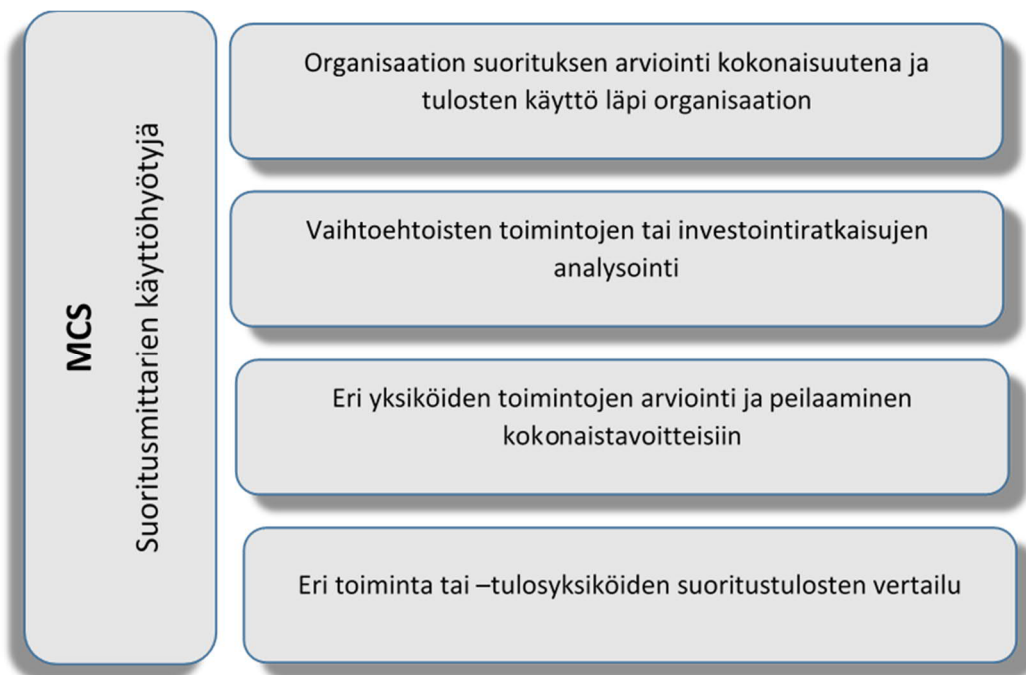 MCS
Suoritusmittarien käyttöhyötyjä
Organisaation suorituksen arviointi kokonaisuutena ja
tulosten käyttö läpi organisaation
Vaihtoehtoisten toimintojen tai investointiratkaisujen
analysointi
Eri yksiköiden toimintojen arviointi ja peilaaminen
kokonaistavoitteisiin
Eri toiminta tai –tulosyksiköiden suoritustulosten vertailu